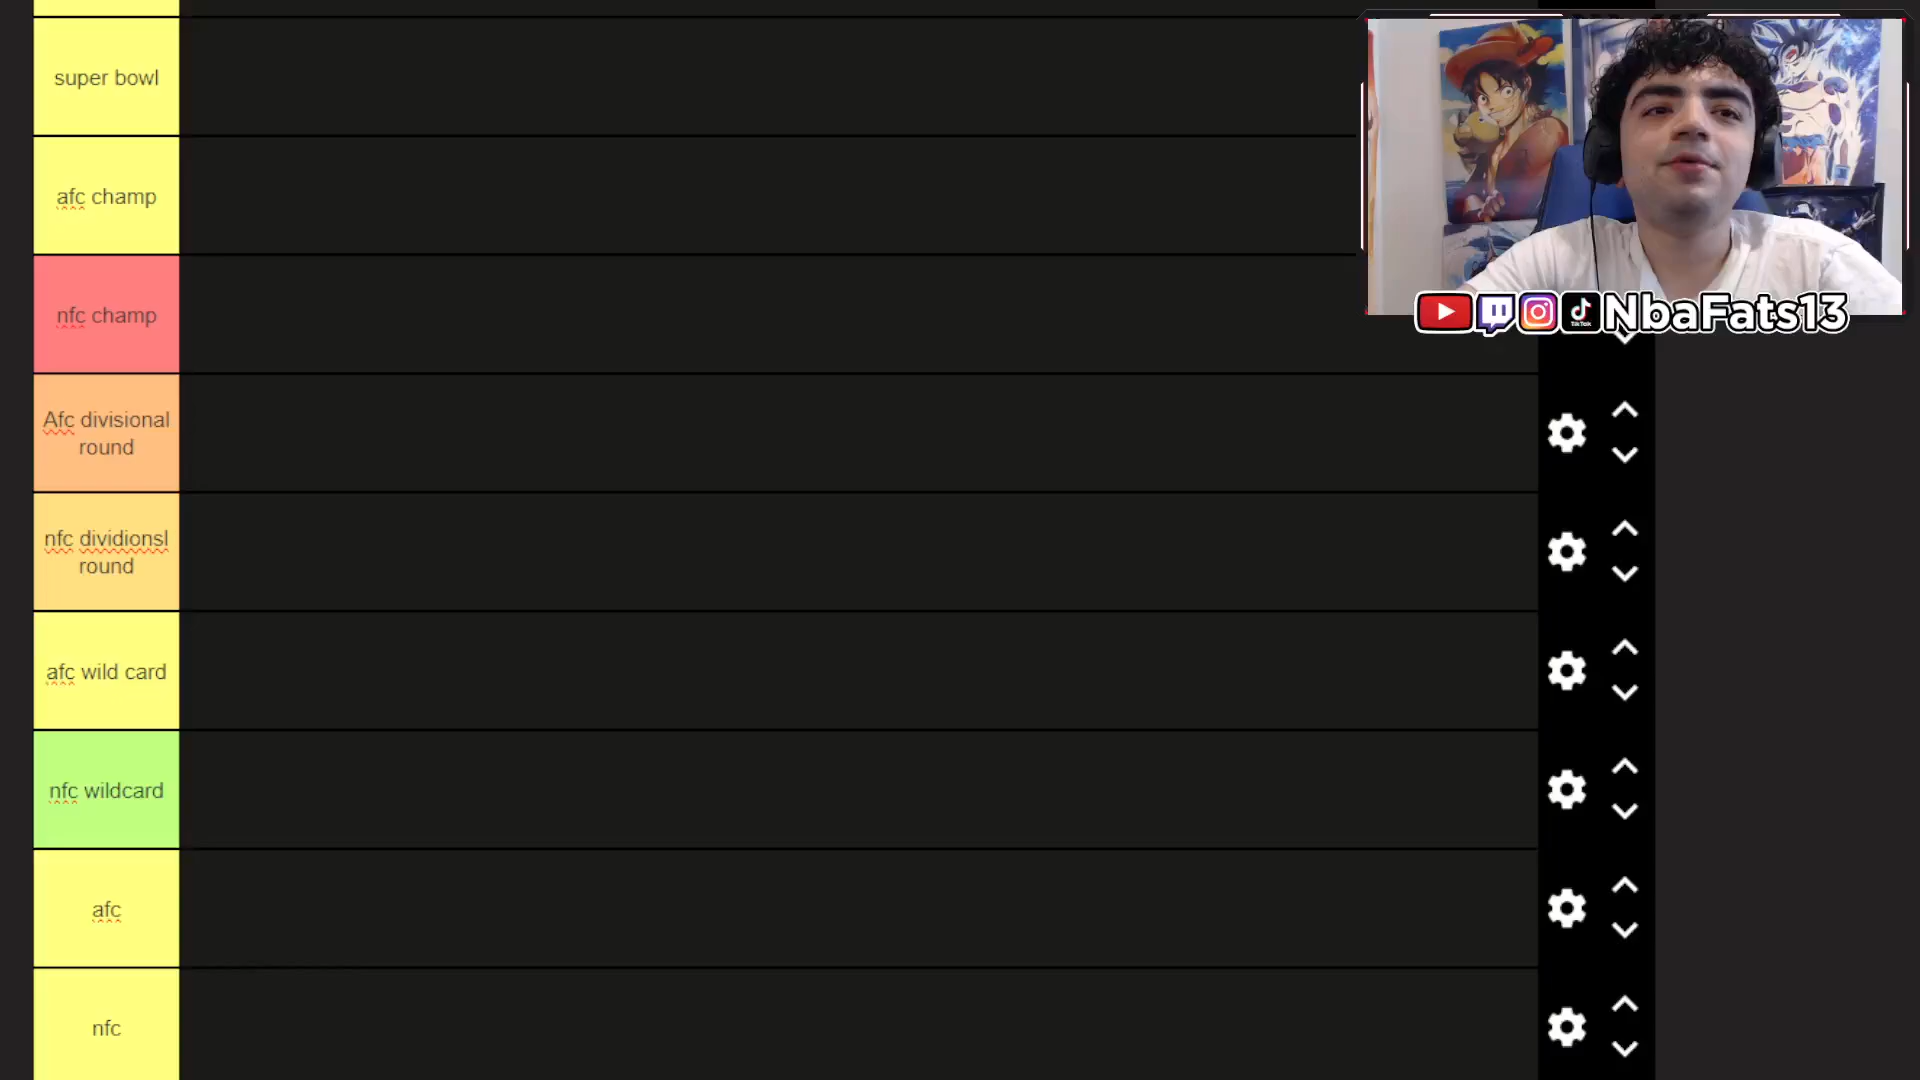 super bowl
afc champ
nfc champ
Afc divisional
round
nfc dividionsl
round
afc wild card
nfc wildcard
afc
nfc
TikTok
NbaFats13